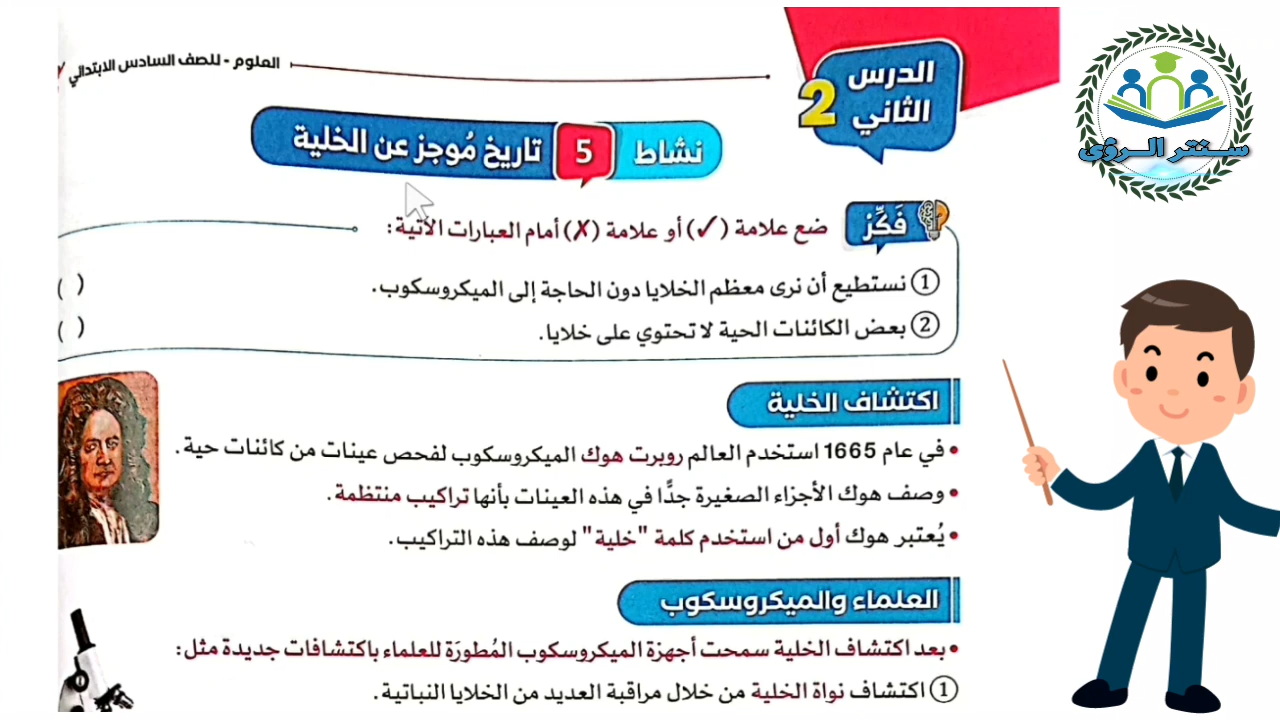 العلوم - للصف السادس الابتدائي
الدرس الثاني 2
سنتر الرؤى
نشاط 5 تاريخ مُوجز عن الخلية
فَكِّرْ ضع علامة (✓) أو علامة (✗) أمام العبارات الآتية:
① نستطيع أن نرى معظم الخلايا دون الحاجة إلى الميكروسكوب. ( )
② بعض الكائنات الحية لا تحتوي على خلايا. ( )
اكتشاف الخلية
• في عام 1665 استخدم العالم روبرت هوك الميكروسكوب لفحص عينات من كائنات حية.
• وصف هوك الأجزاء الصغيرة جدًّا في هذه العينات بأنها تراكيب منتظمة.
• يُعتبر هوك أول من استخدم كلمة "خلية" لوصف هذه التراكيب.
العلماء والميكروسكوب
• بعد اكتشاف الخلية سمحت أجهزة الميكروسكوب المُطورَة للعلماء باكتشافات جديدة مثل:
① اكتشاف نواة الخلية من خلال مراقبة العديد من الخلايا النباتية.